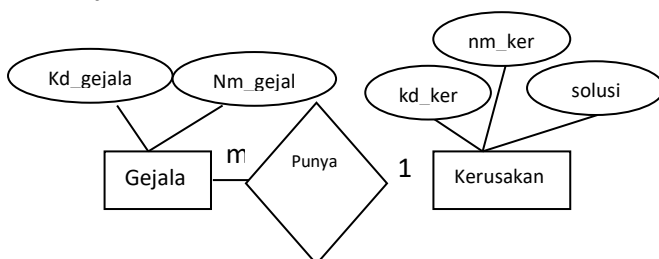 nm_ker
Kd_gejala
Nm_gejal
kd_ker
solusi
m
Punya
1
Gejala
Kerusakan